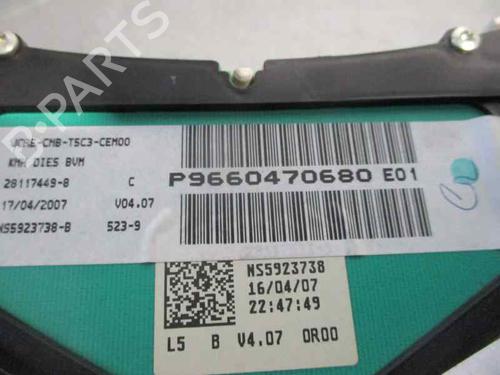 CMB-T5C3-CEM00
KMH DIES BVM
28117449-8 C
17/04/2007 V04.07
NS5923738-B 523-9
P9660470680 E01
NS5923738
16/04/07
22:47:49
L5 B V4.07 0R00
B-PARTS